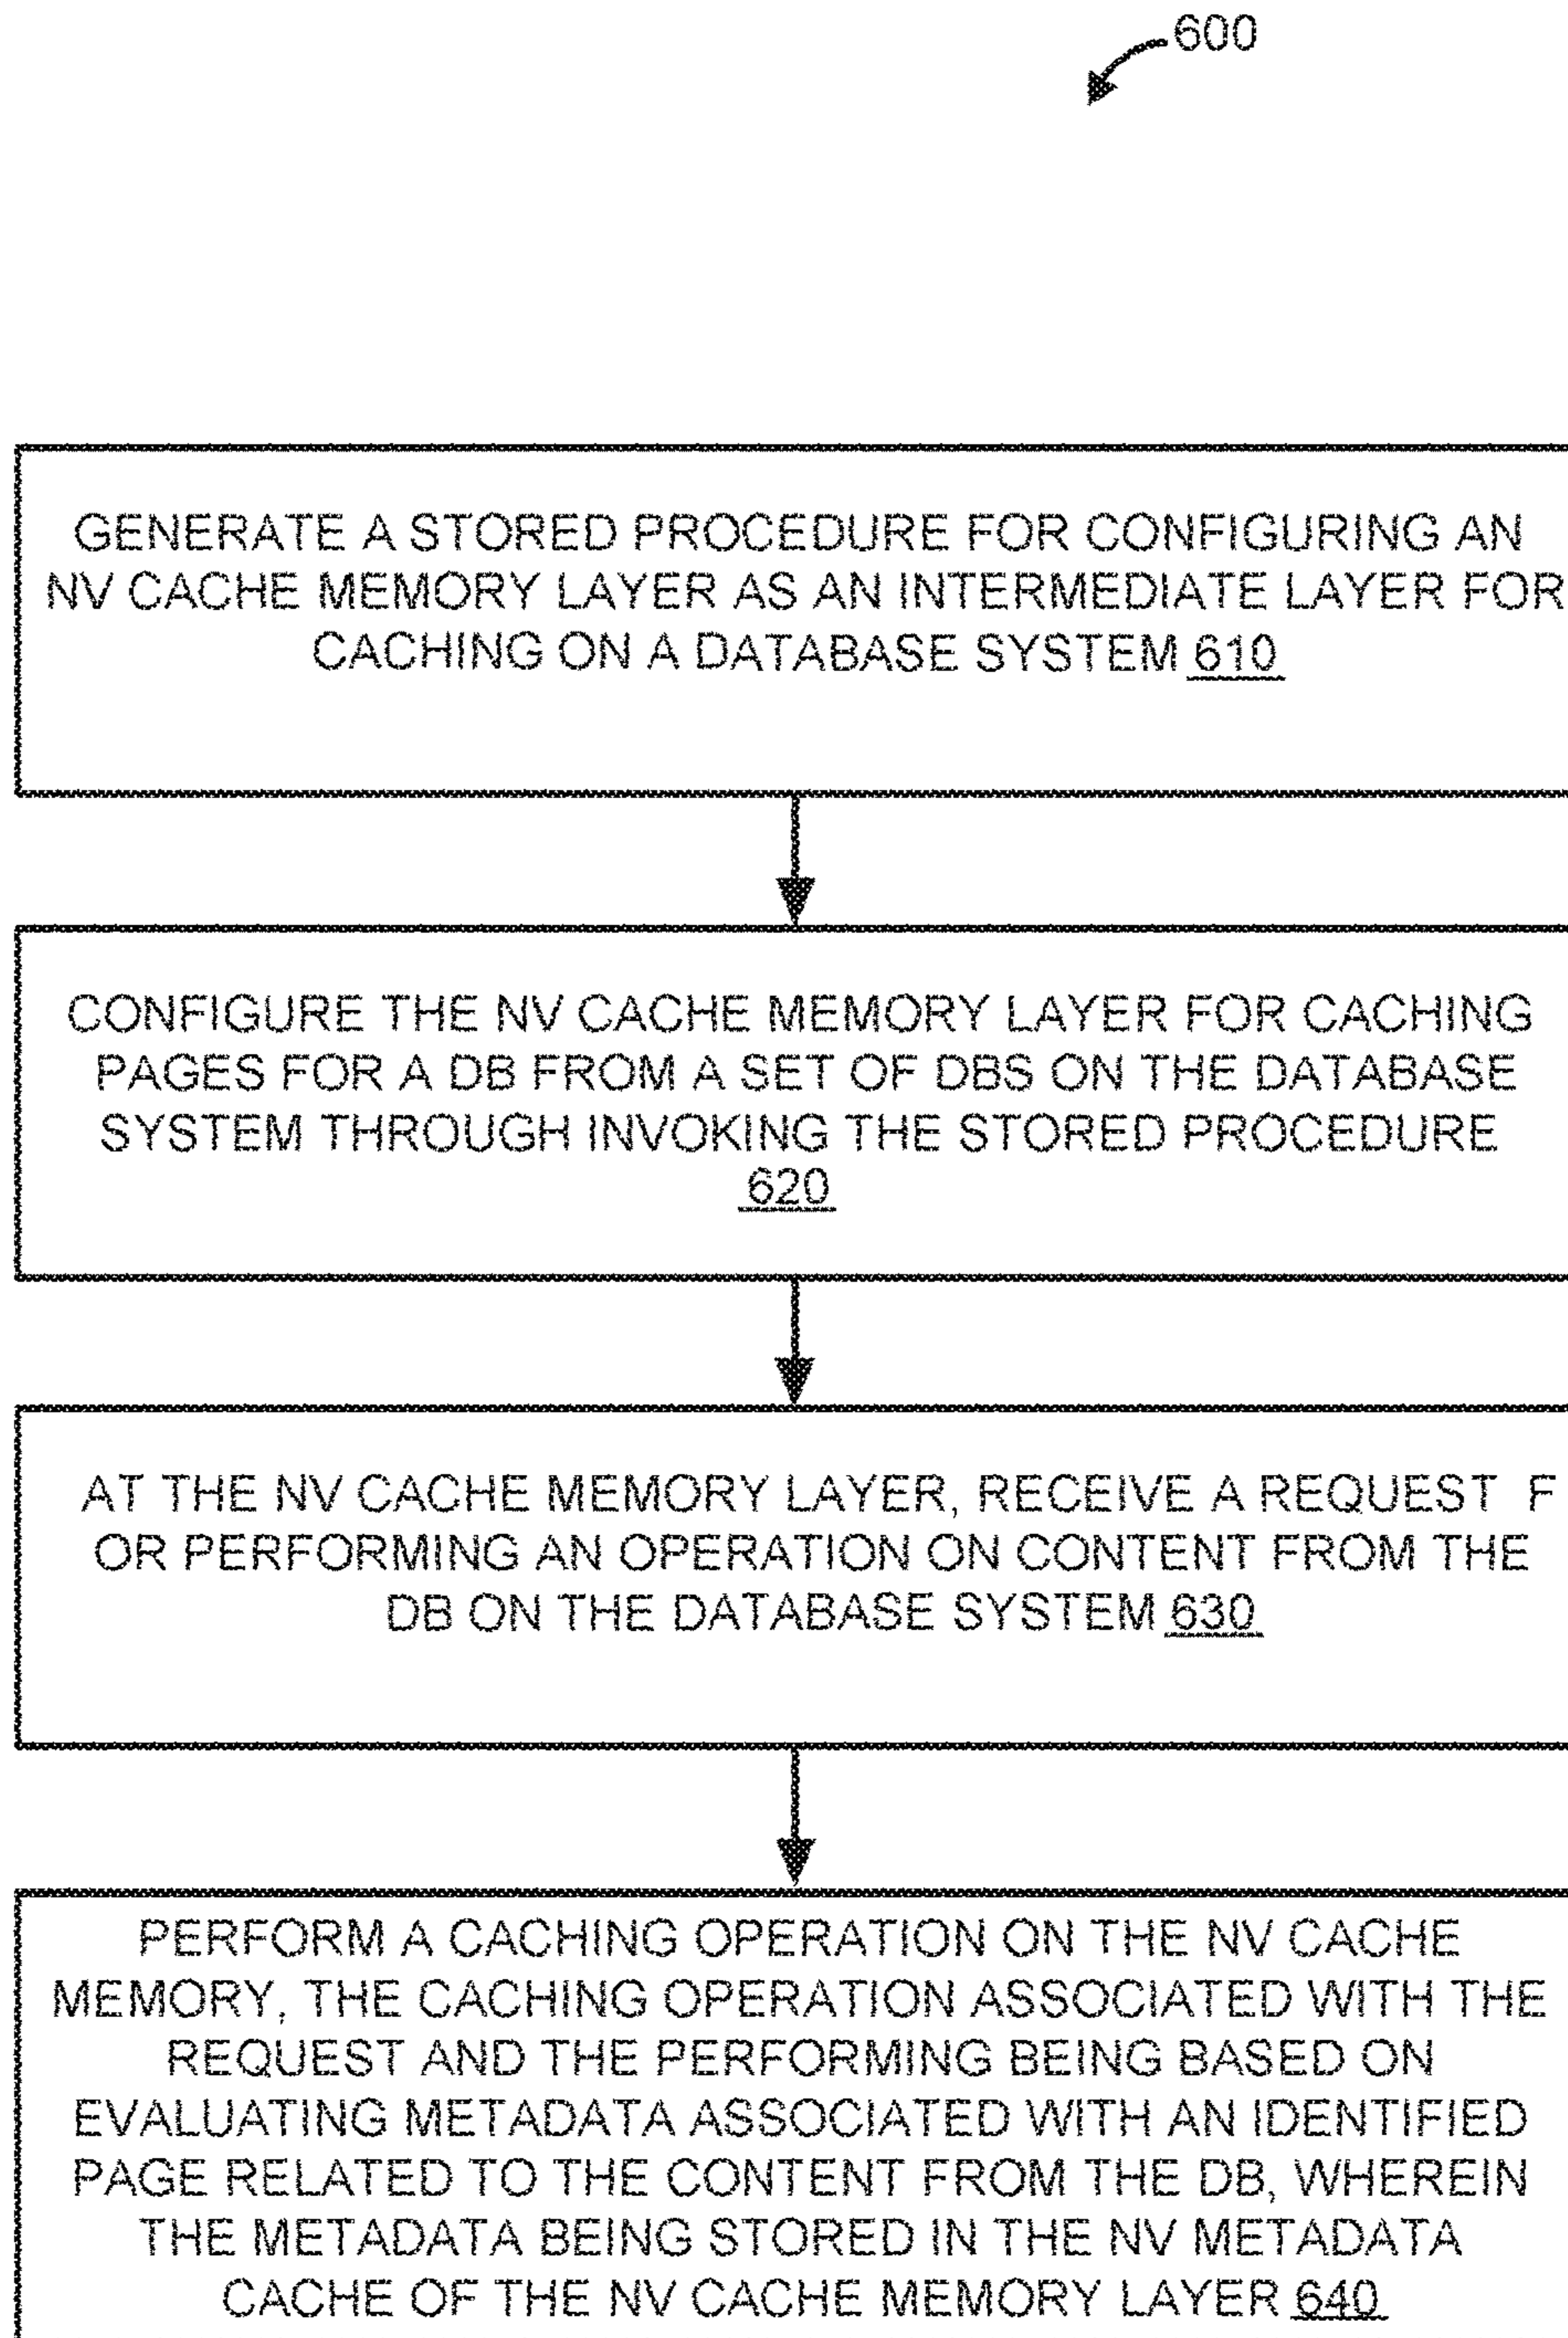 600
GENERATE A STORED PROCEDURE FOR CONFIGURING AN
NV CACHE MEMORY LAYER AS AN INTERMEDIATE LAYER FOR
CACHING ON A DATABASE SYSTEM 610
CONFIGURE THE NV CACHE MEMORY LAYER FOR CACHING
PAGES FOR A DB FROM A SET OF DBS ON THE DATABASE
SYSTEM THROUGH INVOKING THE STORED PROCEDURE
620
AT THE NV CACHE MEMORY LAYER, RECEIVE A REQUEST F
OR PERFORMING AN OPERATION ON CONTENT FROM THE
DB ON THE DATABASE SYSTEM 630
PERFORM A CACHING OPERATION ON THE NV CACHE
MEMORY, THE CACHING OPERATION ASSOCIATED WITH THE
REQUEST AND THE PERFORMING BEING BASED ON
EVALUATING METADATA ASSOCIATED WITH AN IDENTIFIED
PAGE RELATED TO THE CONTENT FROM THE DB, WHEREIN
THE METADATA BEING STORED IN THE NV METADATA
CACHE OF THE NV CACHE MEMORY LAYER 640